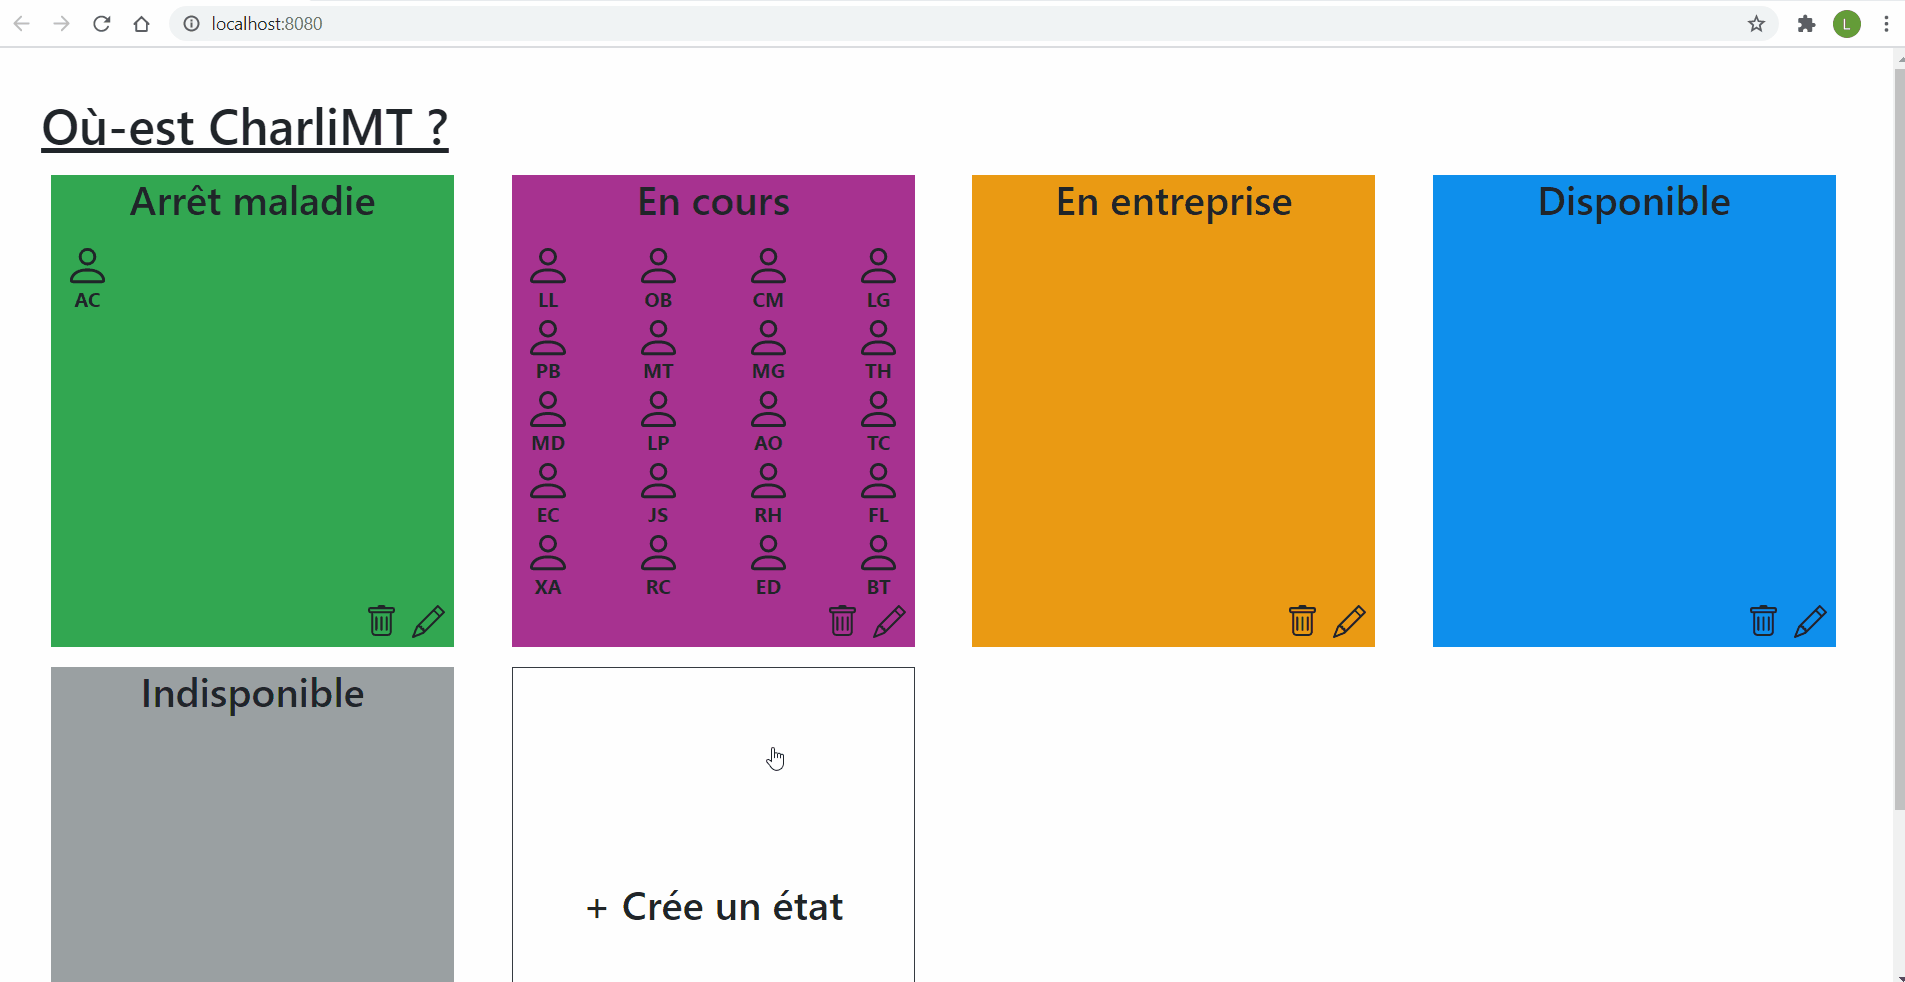 localhost:8080
L
Où-est CharliMT ?
Arrêt maladie
AC
En cours
LL OB CM LG
PB MT MG TH
MD LP AO TC
EC JS RH FL
XA RC ED BT
En entreprise
Disponible
Indisponible
+ Crée un état